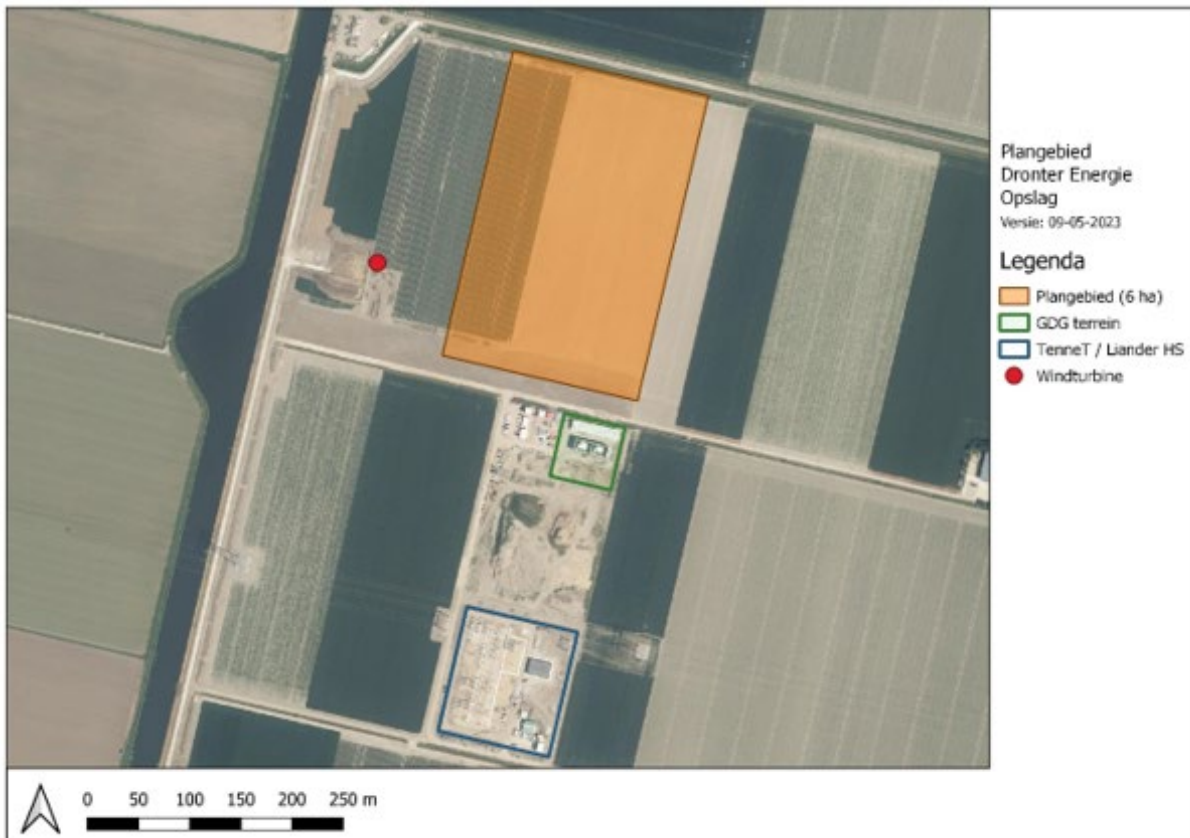 Plangebied
Dronter Energie
Opslag
Versie: 09-05-2023
Legenda
Plangebied (6 ha)
GDG terrein
TenneT / Liander HS
Windturbine
0 50 100 150 200 250 m